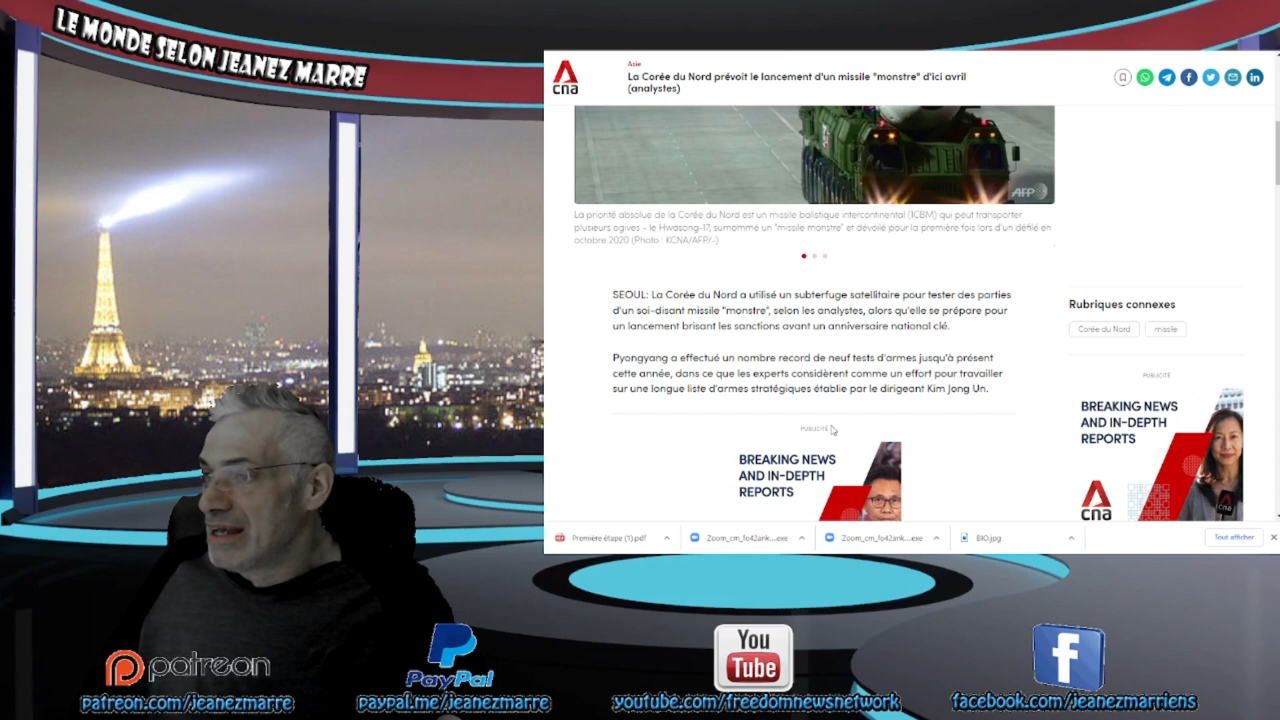 LE MONDE SELON JEANEZ MARRE
cna
Asie
La Corée du Nord prévoit le lancement d'un missile "monstre" d'ici avril
(analystes)
AFP
La priorité absolue de la Corée du Nord est un missile balistique intercontinental (ICBM) qui peut transporter
plusieurs ogives - le Hwasong-17, surnommé un "missile monstre" et dévoilé pour la première fois lors d'un défilé en
octobre 2020 (Photo : KCNA/AFP/-)
SEOUL: La Corée du Nord a utilisé un subterfuge satellitaire pour tester des parties
d'un soi-disant missile "monstre", selon les analystes, alors qu'elle se prépare pour
un lancement brisant les sanctions avant un anniversaire national clé.
Pyongyang a effectué un nombre record de neuf tests d'armes jusqu'à présent
cette année, dans ce que les experts considèrent comme un effort pour travailler
sur une longue liste d'armes stratégiques établie par le dirigeant Kim Jong Un.
PUBLICITÉ
BREAKING NEWS
AND IN-DEPTH
REPORTS
Rubriques connexes
Corée du Nord
missile
PUBLICITÉ
BREAKING NEWS
AND IN-DEPTH
REPORTS
cna
cna
Première étape (1).pdf
Zoom_cm_fo42ank....exe
Zoom_cm_fo42ank....exe
BIO.jpg
Tout afficher
patreon
patreon.com/jeanezmarre
PayPal
paypal.me/jeanezmarre
You
Tube
youtube.com/freedomnewsnetwork
f
facebook.com/jeanezmarriens